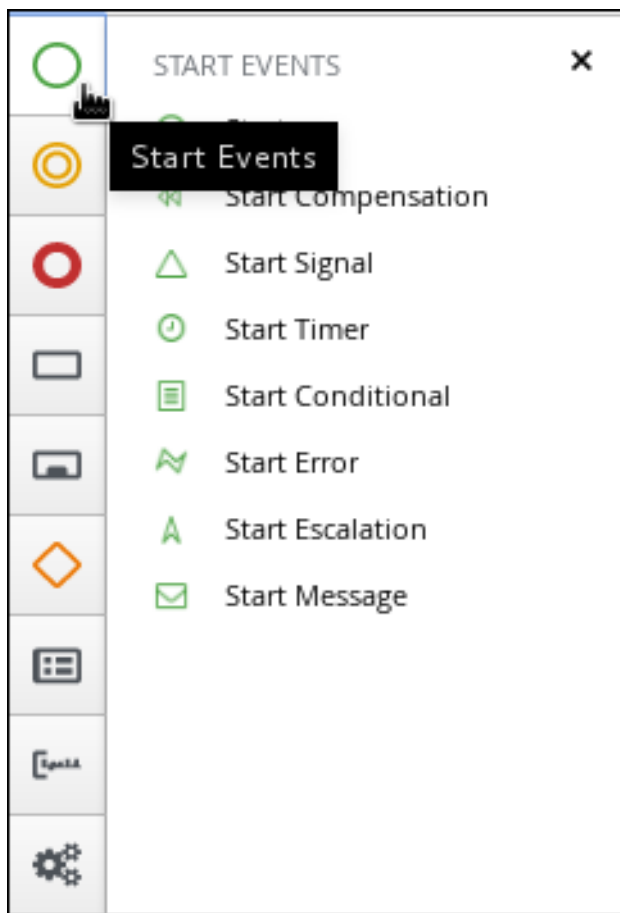 START EVENTS
Start Events
Start Compensation
Start Signal
Start Timer
Start Conditional
Start Error
Start Escalation
Start Message